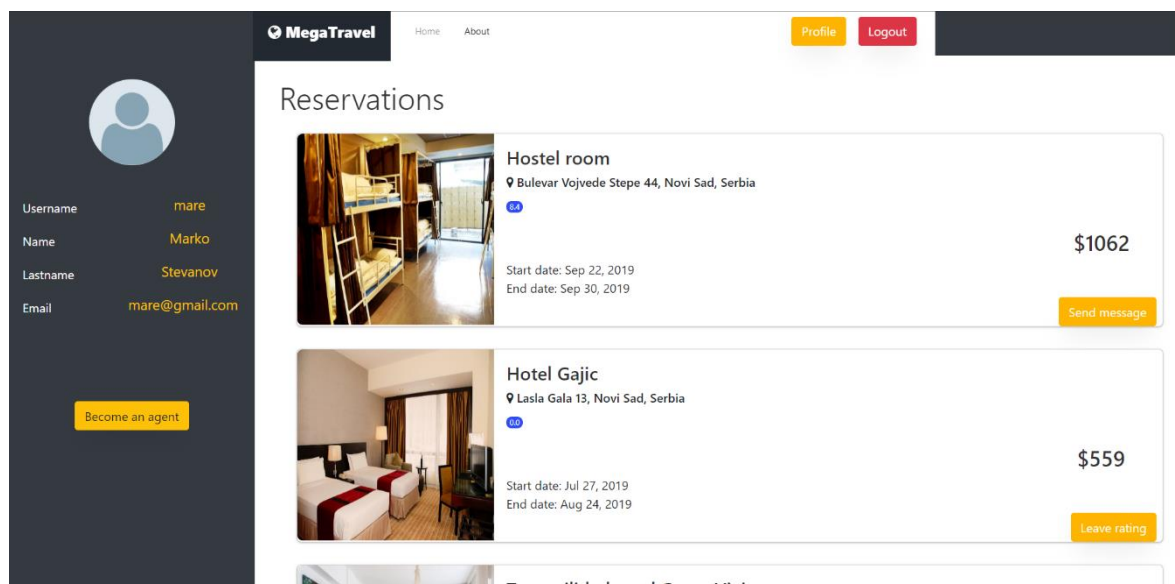 MegaTravel
Home
About
Profile
Logout
Username mare
Name Marko
Lastname Stevanov
Email mare@gmail.com
Become an agent
Reservations
Hostel room
Bulevar Vojvede Stepe 44, Novi Sad, Serbia
8.4
$1062
Start date: Sep 22, 2019
End date: Sep 30, 2019
Send message
Hotel Gajic
Lasla Gala 13, Novi Sad, Serbia
0.0
$559
Start date: Jul 27, 2019
End date: Aug 24, 2019
Leave rating